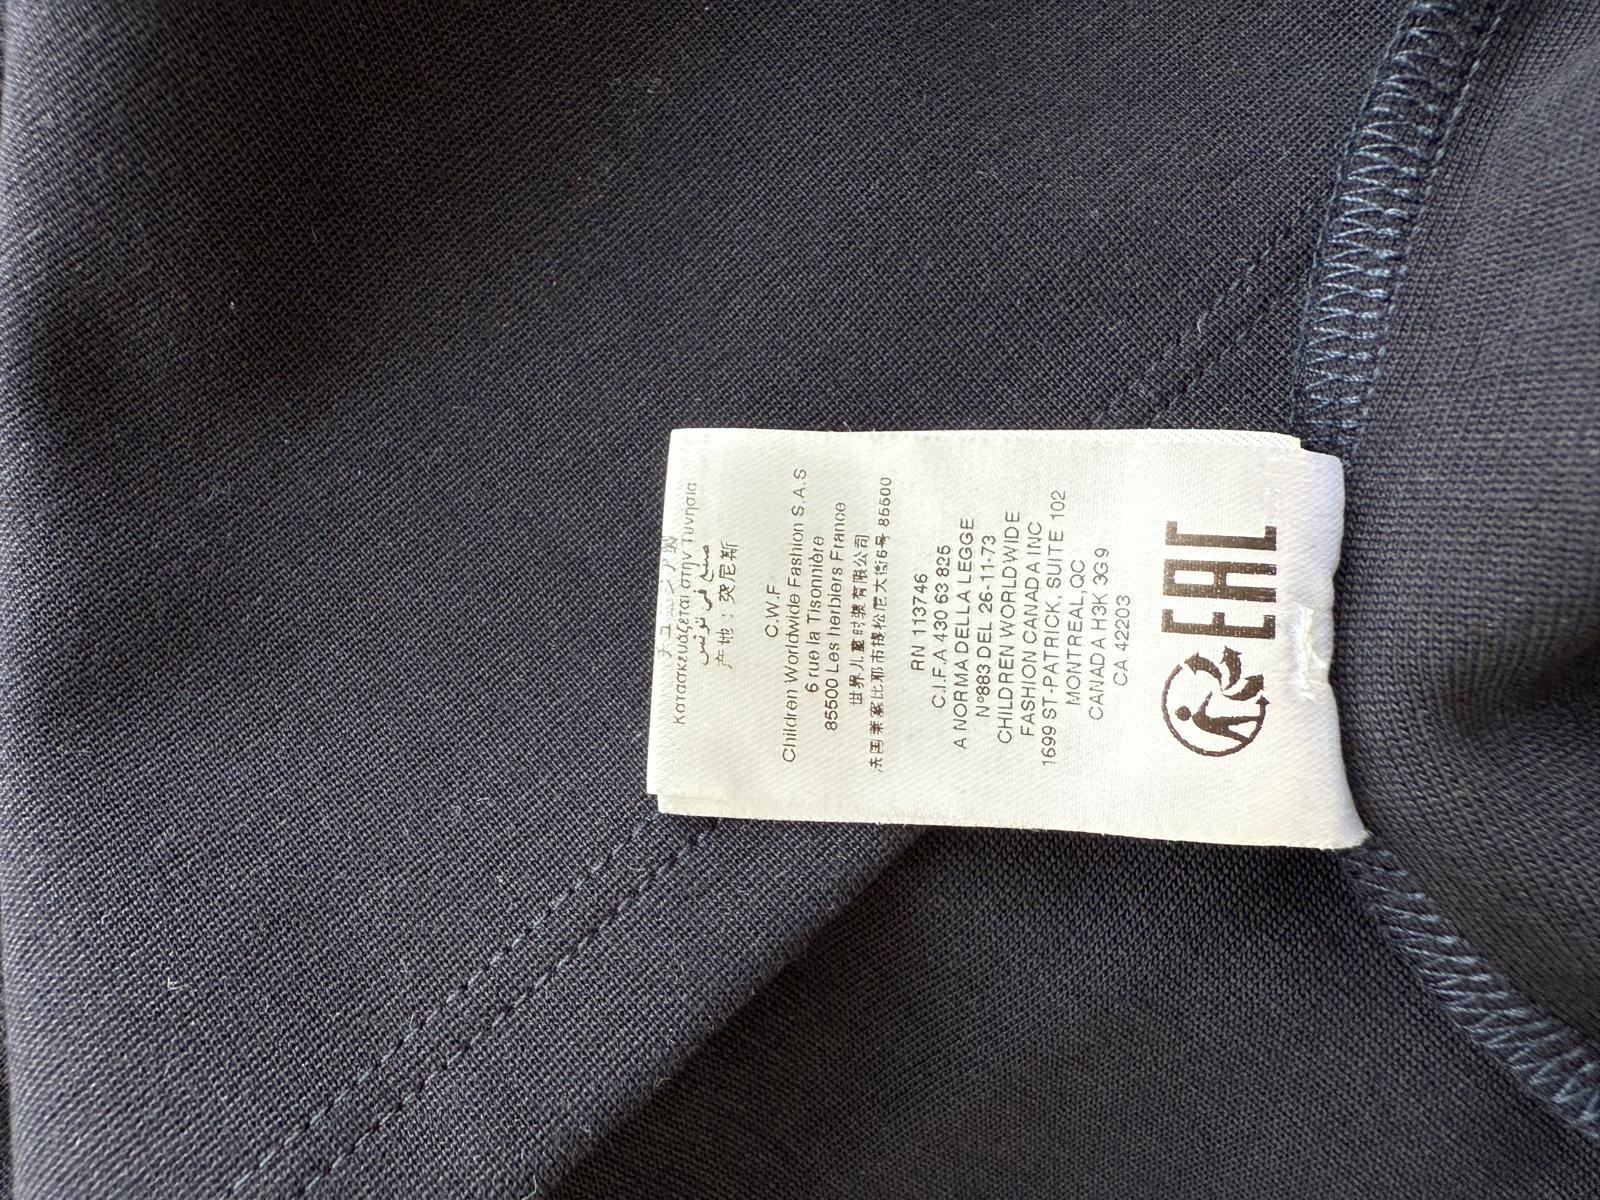 Κατασκευάζεται στην Τυνησία
صنع في تونس
产地：突尼斯
C.W.F
Children Worldwide Fashion S.A.S
6 rue la Tisonnière
85500 Les herbiers France
世界儿童时装有限公司
法国莱塞比耶市博松尼大街6号 85500
RN 113746
C.I.F.A 430 63 825
A NORMA DELLA LEGGE
N°883 DEL 26-11-73
CHILDREN WORLDWIDE
FASHION CANADA INC
1699 ST-PATRICK, SUITE 102
MONTREAL,QC
CANADA H3K 3G9
CA 42203
EAC